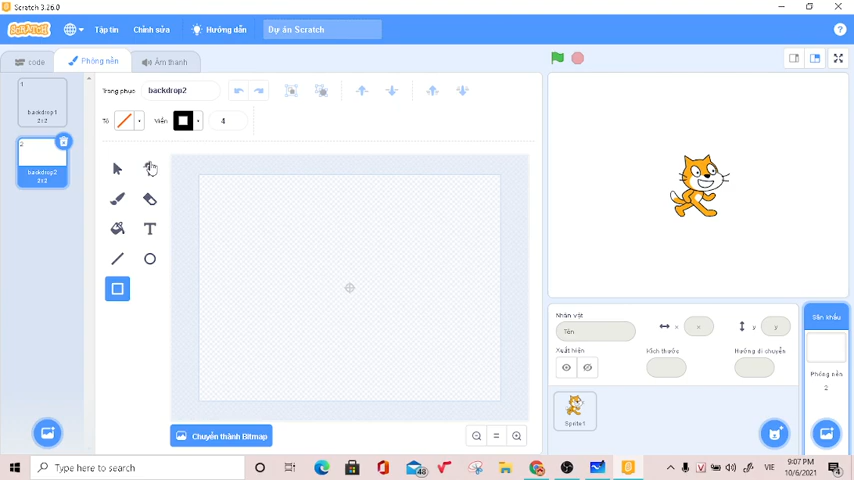 Scratch 3.26.0
SCRATCH Tập tin Chỉnh sửa Hướng dẫn Dự án Scratch ?
code Phông nền Âm thanh
1
backdrop1
2
backdrop2
Trang phục backdrop2
Tô Viền 4
T
Chuyển thành Bitmap
Nhân vật
Tên x x y y
Xuất hiện Kích thước Hướng di chuyển
Sprite1
Sân khấu
Phông nền
2
Type here to search
48
VIE
9:07 PM
10/6/2021
4